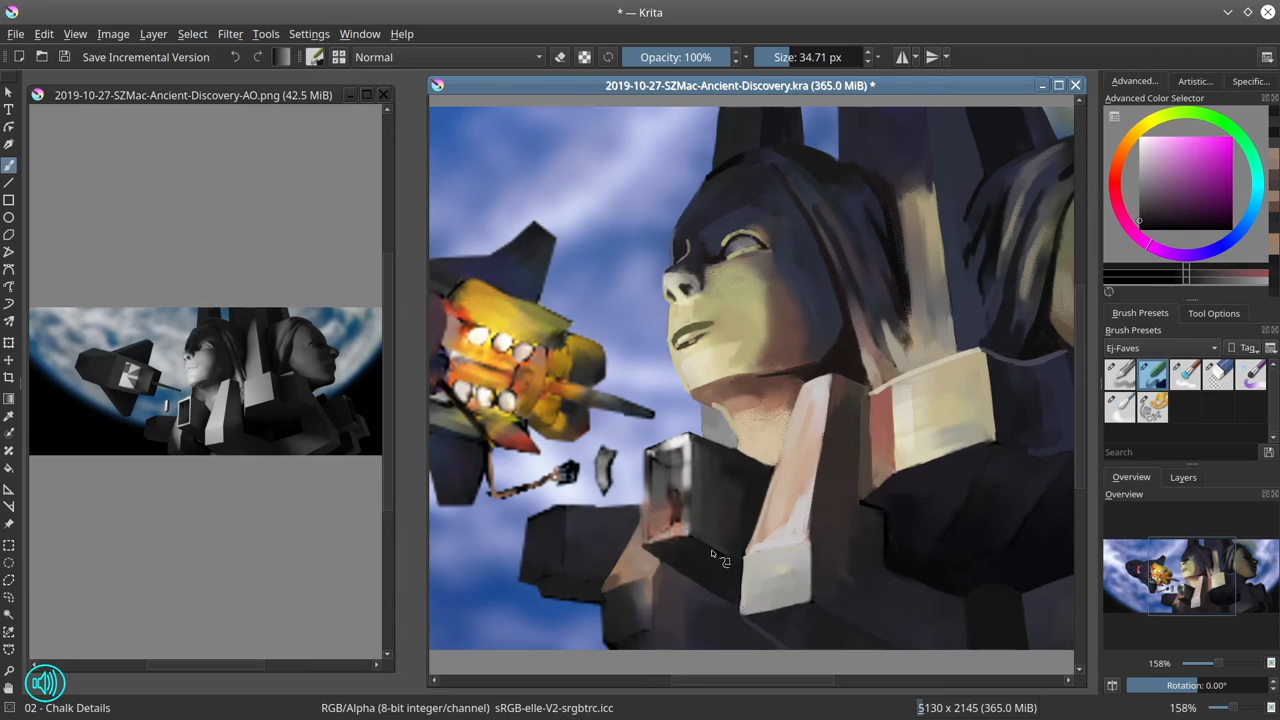 * — Krita
File Edit View Image Layer Select Filter Tools Settings Window Help
Save Incremental Version Normal Opacity: 100% Size: 34.71 px
2019-10-27-SZMac-Ancient-Discovery-AO.png (42.5 MiB)
2019-10-27-SZMac-Ancient-Discovery.kra (365.0 MiB) *
Advanced... Artistic... Specific...
Advanced Color Selector
Brush Presets Tool Options
Brush Presets
Ej-Faves Tag
Search
Overview Layers
Overview
158%
Rotation: 0.00°
02 - Chalk Details RGB/Alpha (8-bit integer/channel) sRGB-elle-V2-srgbtrc.icc 5130 x 2145 (365.0 MiB) 158%